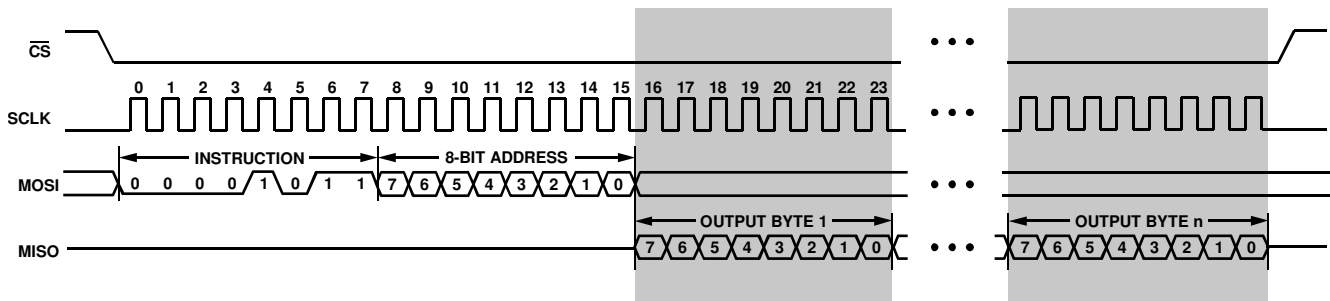 CS
SCLK
0 1 2 3 4 5 6 7 8 9 10 11 12 13 14 15 16 17 18 19 20 21 22 23
INSTRUCTION 8-BIT ADDRESS
MOSI 0 0 0 0 1 0 1 1 7 6 5 4 3 2 1 0
OUTPUT BYTE 1 OUTPUT BYTE n
MISO 7 6 5 4 3 2 1 0 7 6 5 4 3 2 1 0